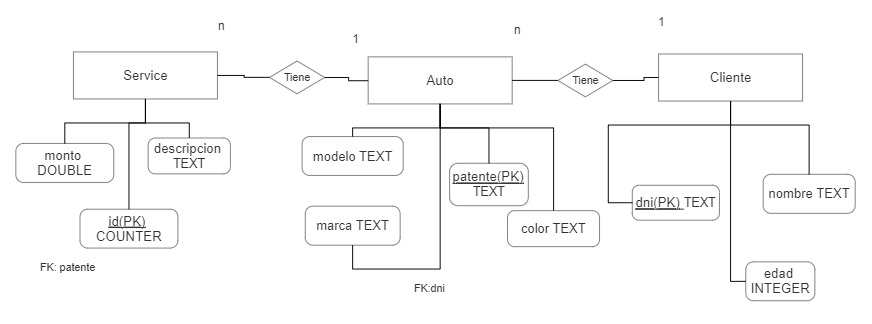 n
1
n
1
Service
Tiene
Auto
Tiene
Cliente
monto
DOUBLE
descripcion
TEXT
id(PK)
COUNTER
FK: patente
modelo TEXT
patente(PK)
TEXT
marca TEXT
color TEXT
FK:dni
dni(PK) TEXT
nombre TEXT
edad
INTEGER